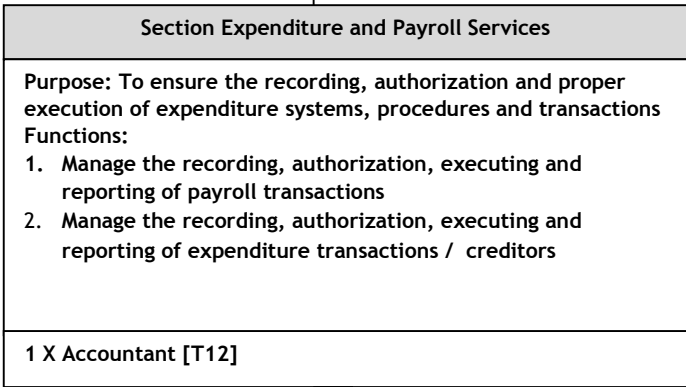 Section Expenditure and Payroll Services
Purpose: To ensure the recording, authorization and proper
execution of expenditure systems, procedures and transactions
Functions:
1. Manage the recording, authorization, executing and
reporting of payroll transactions
2. Manage the recording, authorization, executing and
reporting of expenditure transactions / creditors
1 X Accountant [T12]